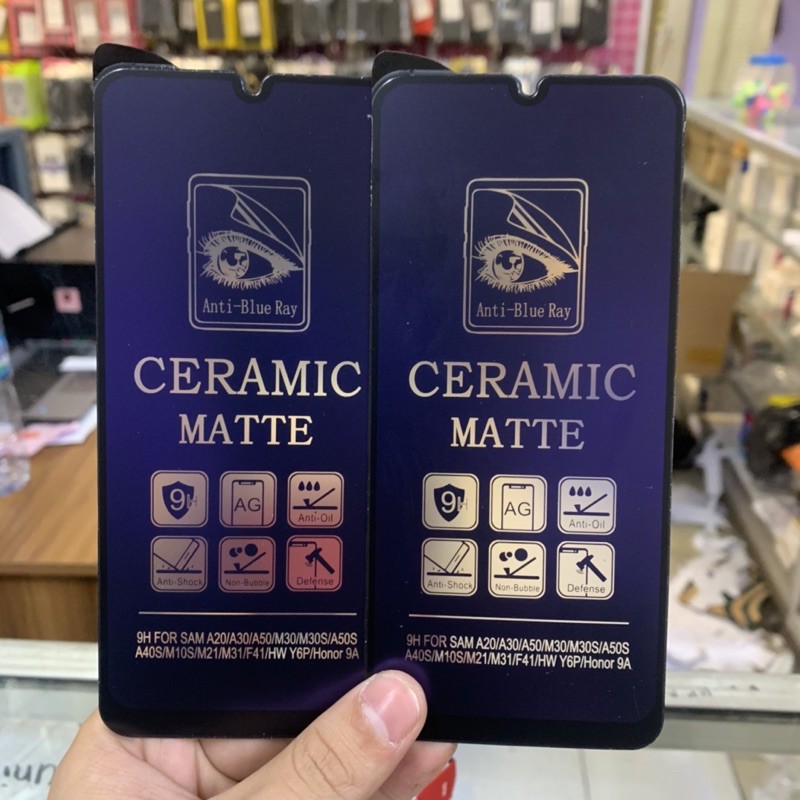 Anti-Blue Ray
CERAMIC
MATTE
9H
AG
Anti-Oil
Anti-Shock
Non-Bubble
Defense
9H FOR SAM A20/A30/A50/M30/M30S/A50S
A40S/M10S/M21/M31/F41/HW Y6P/Honor 9A
Anti-Blue Ray
CERAMIC
MATTE
9H
AG
Anti-Oil
Anti-Shock
Non-Bubble
Defense
9H FOR SAM A20/A30/A50/M30/M30S/A50S
A40S/M10S/M21/M31/F41/HW Y6P/Honor 9A